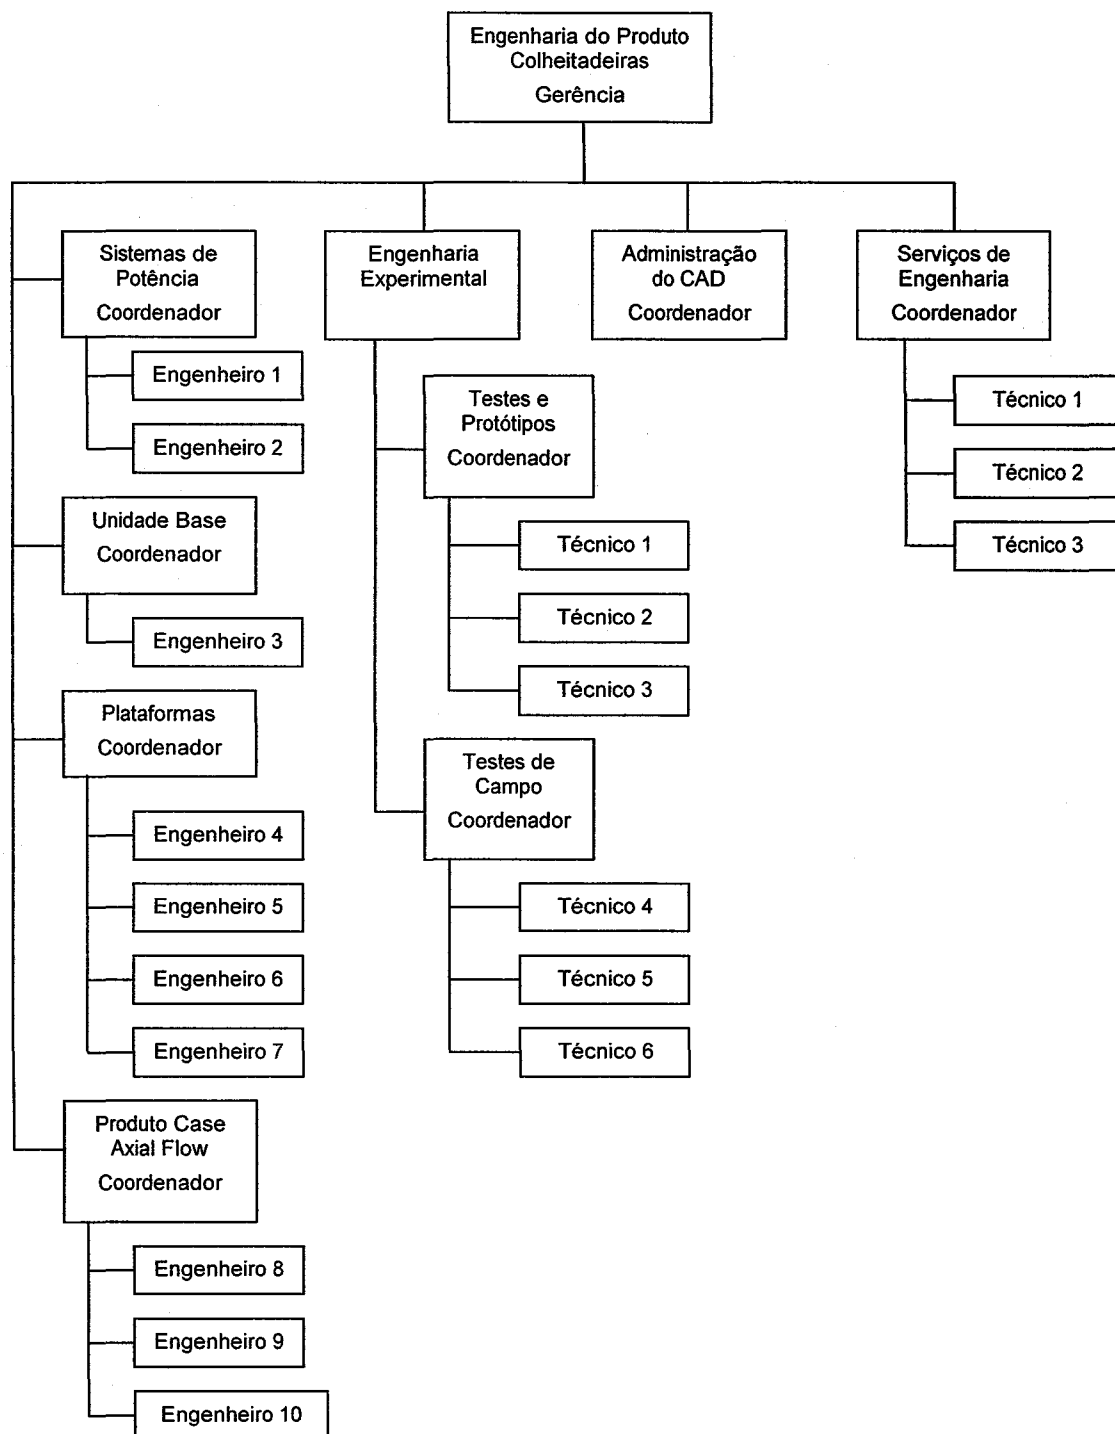 Engenharia do Produto
Colheitadeiras
Gerência
Sistemas de
Potência
Coordenador
Engenheiro 1
Engenheiro 2
Unidade Base
Coordenador
Engenheiro 3
Plataformas
Coordenador
Engenheiro 4
Engenheiro 5
Engenheiro 6
Engenheiro 7
Produto Case
Axial Flow
Coordenador
Engenheiro 8
Engenheiro 9
Engenheiro 10
Engenharia
Experimental
Testes e
Protótipos
Coordenador
Técnico 1
Técnico 2
Técnico 3
Testes de
Campo
Coordenador
Técnico 4
Técnico 5
Técnico 6
Administração
do CAD
Coordenador
Serviços de
Engenharia
Coordenador
Técnico 1
Técnico 2
Técnico 3